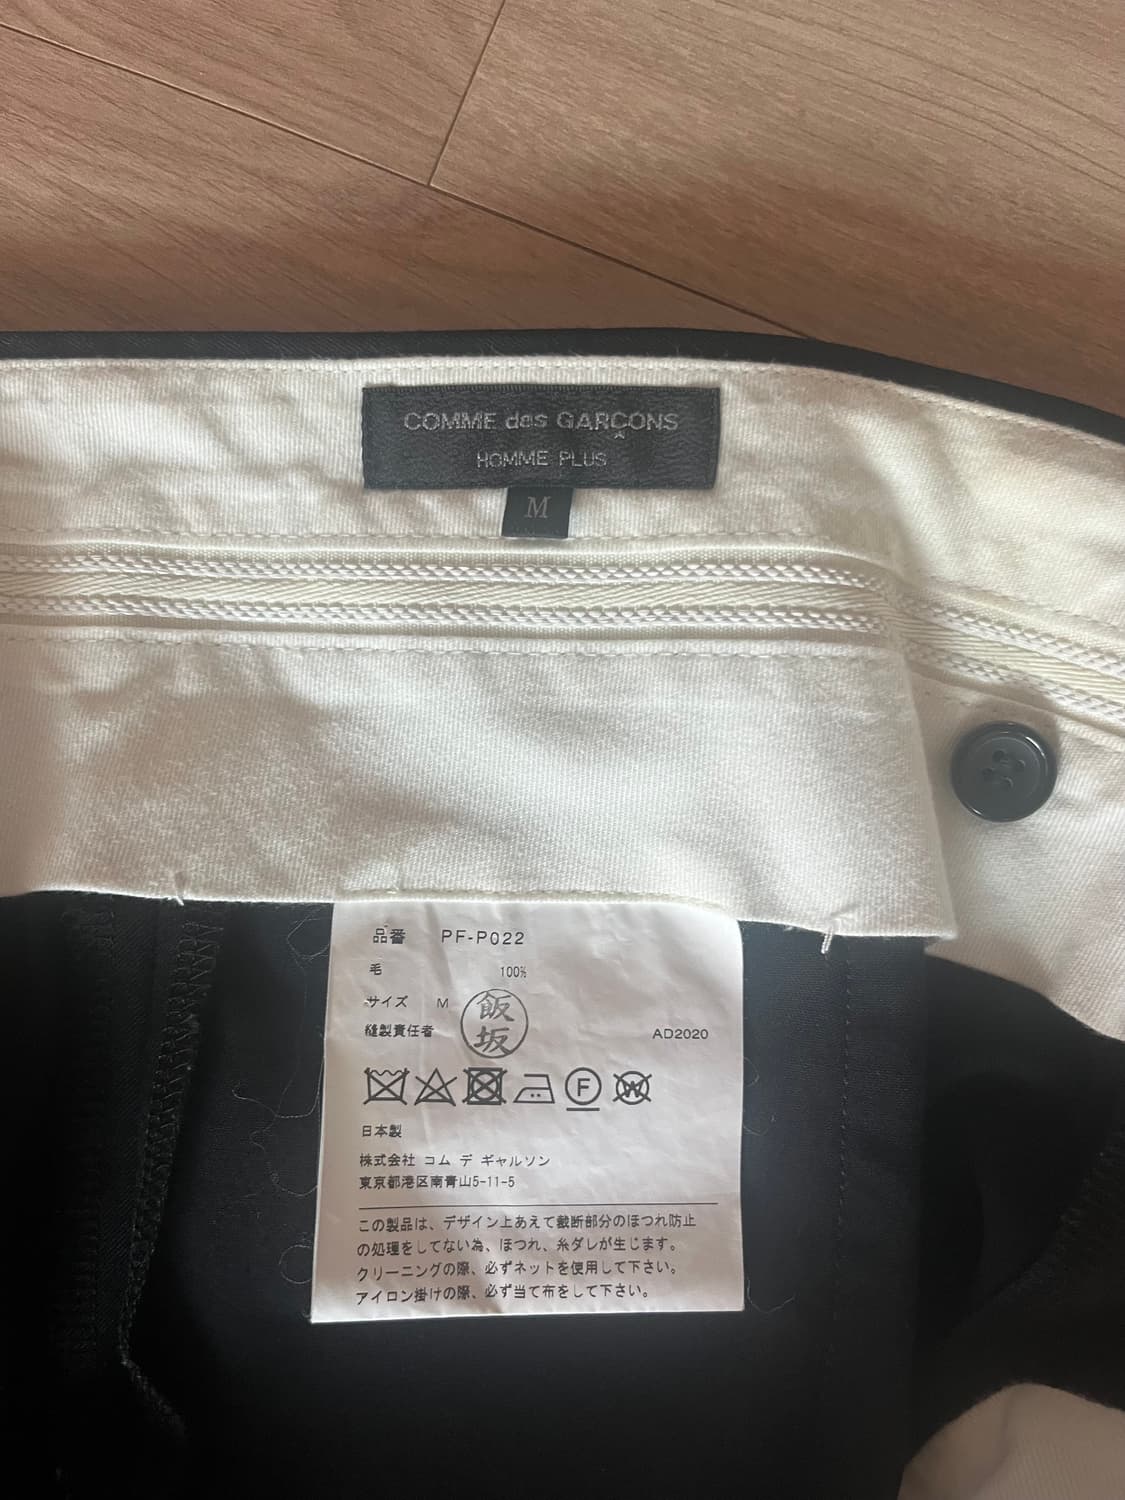 COMME des GARÇONS
HOMME PLUS
M
品番 PF-P022
毛 100%
サイズ M
飯坂
縫製責任者 AD2020
F
W
日本製
株式会社 コム デ ギャルソン
東京都港区南青山5-11-5
この製品は、デザイン上あえて裁断部分のほつれ防止
の処理をしてない為、ほつれ、糸ダレが生じます。
クリーニングの際、必ずネットを使用して下さい。
アイロン掛けの際、必ず当て布をして下さい。